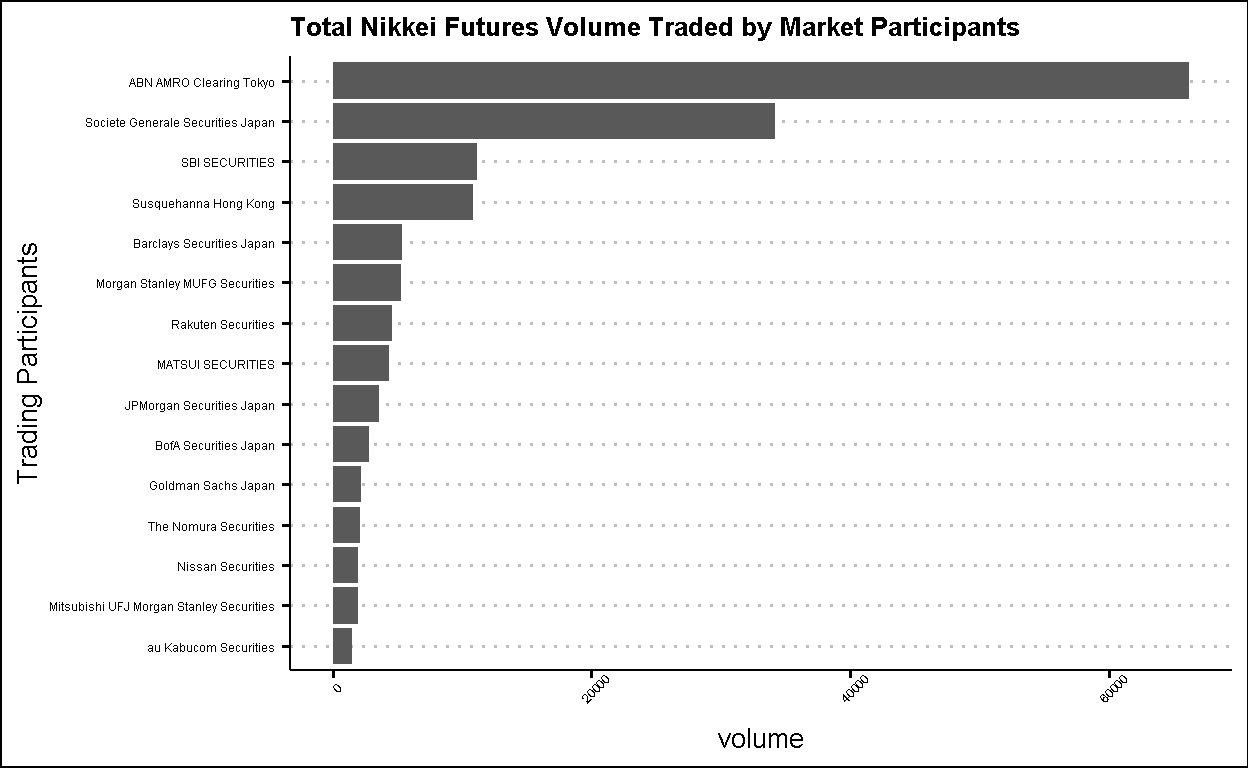 Total Nikkei Futures Volume Traded by Market Participants
Trading Participants
ABN AMRO Clearing Tokyo
Societe Generale Securities Japan
SBI SECURITIES
Susquehanna Hong Kong
Barclays Securities Japan
Morgan Stanley MUFG Securities
Rakuten Securities
MATSUI SECURITIES
JPMorgan Securities Japan
BofA Securities Japan
Goldman Sachs Japan
The Nomura Securities
Nissan Securities
Mitsubishi UFJ Morgan Stanley Securities
au Kabucom Securities
0
20000
40000
60000
volume